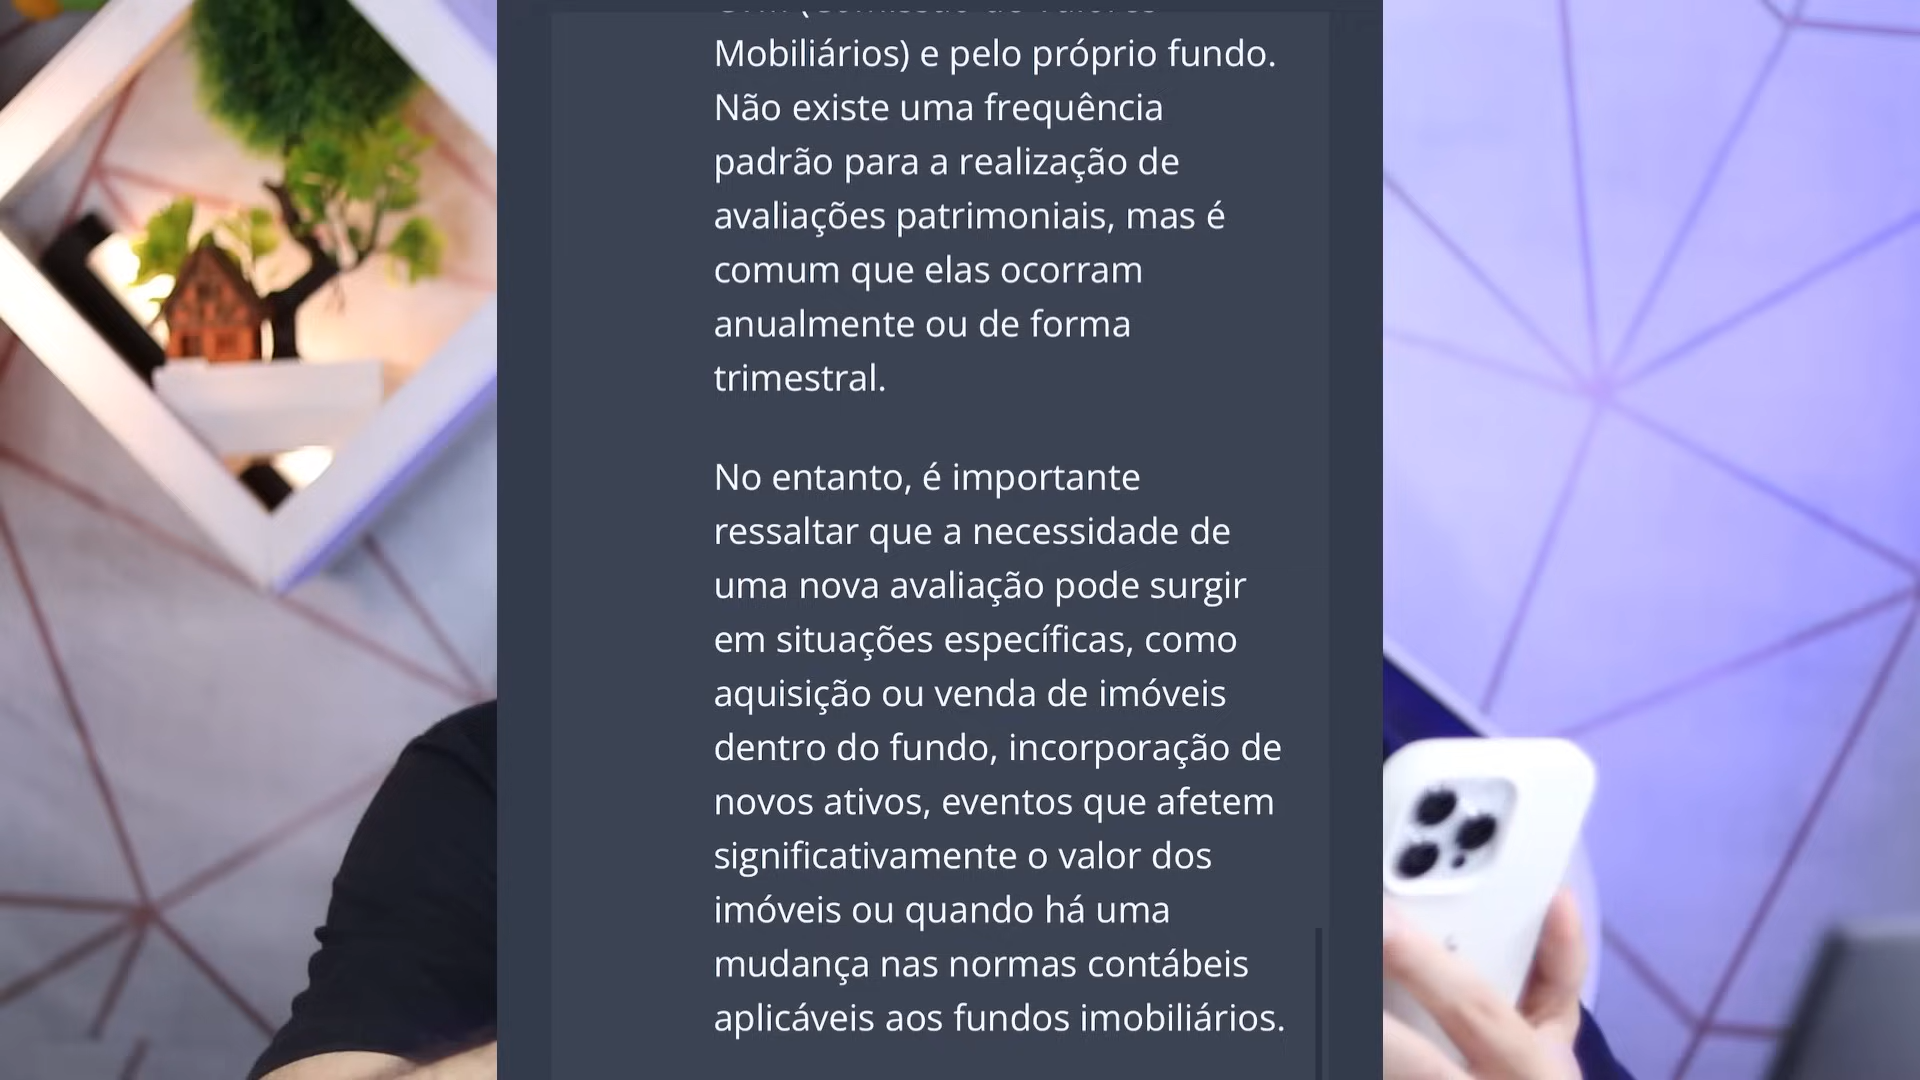 Mobiliários) e pelo próprio fundo.
Não existe uma frequência
padrão para a realização de
avaliações patrimoniais, mas é
comum que elas ocorram
anualmente ou de forma
trimestral.
No entanto, é importante
ressaltar que a necessidade de
uma nova avaliação pode surgir
em situações específicas, como
aquisição ou venda de imóveis
dentro do fundo, incorporação de
novos ativos, eventos que afetem
significativamente o valor dos
imóveis ou quando há uma
mudança nas normas contábeis
aplicáveis aos fundos imobiliários.